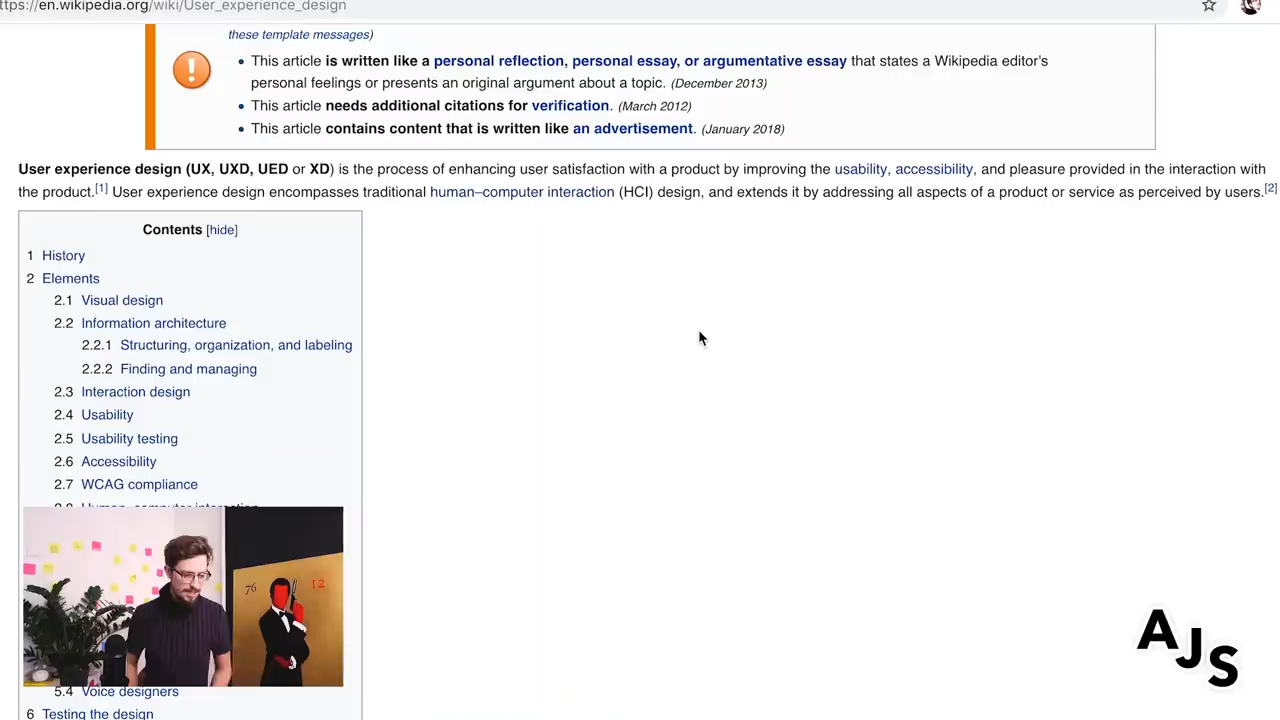 ttps://en.wikipedia.org/wiki/User_experience_design
these template messages)
• This article is written like a personal reflection, personal essay, or argumentative essay that states a Wikipedia editor's
personal feelings or presents an original argument about a topic. (December 2013)
• This article needs additional citations for verification. (March 2012)
• This article contains content that is written like an advertisement. (January 2018)
User experience design (UX, UXD, UED or XD) is the process of enhancing user satisfaction with a product by improving the usability, accessibility, and pleasure provided in the interaction with
the product.[1] User experience design encompasses traditional human–computer interaction (HCI) design, and extends it by addressing all aspects of a product or service as perceived by users.[2]
Contents [hide]
1 History
2 Elements
2.1 Visual design
2.2 Information architecture
2.2.1 Structuring, organization, and labeling
2.2.2 Finding and managing
2.3 Interaction design
2.4 Usability
2.5 Usability testing
2.6 Accessibility
2.7 WCAG compliance
2.8 Human–computer interaction
76 12
5.4 Voice designers
6 Testing the design
AJS